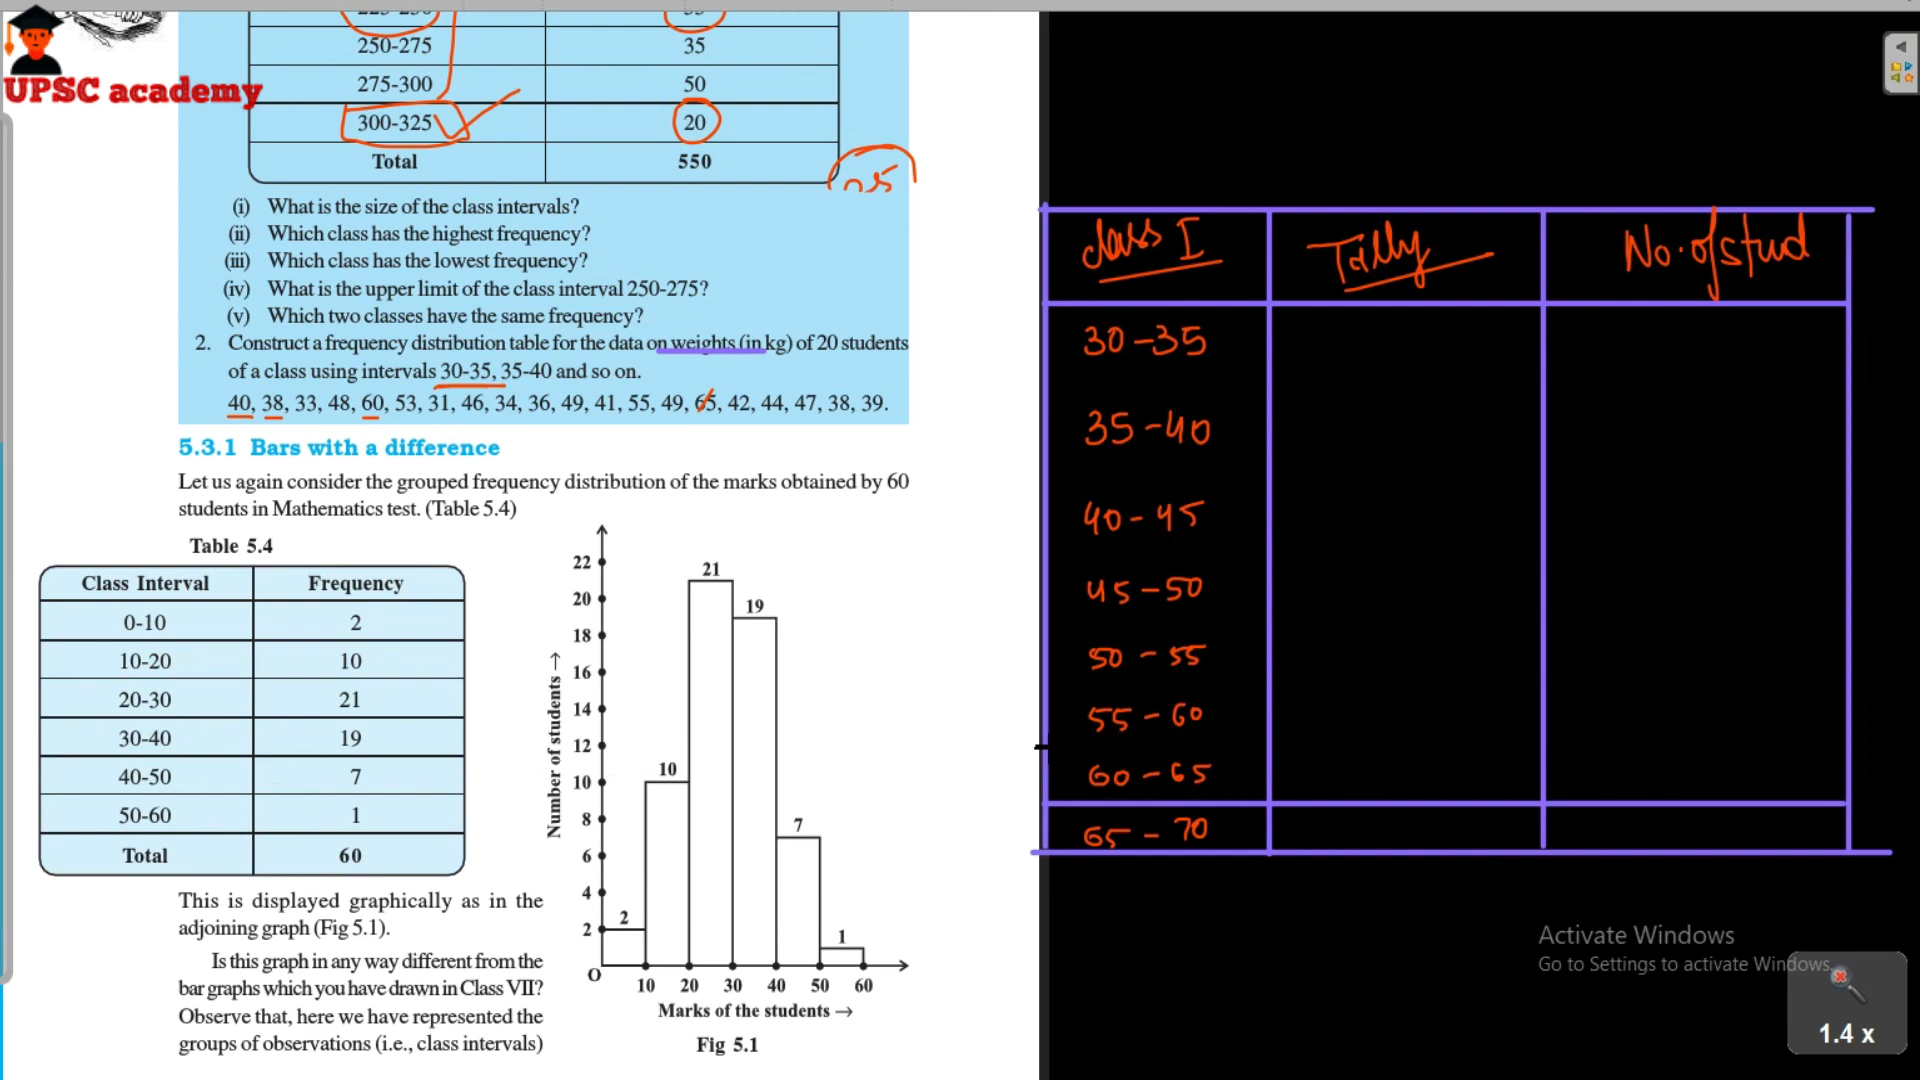 225-250 55
250-275 35
275-300 50
UPSC academy
300-325 20
Total 550
(i) What is the size of the class intervals?
(ii) Which class has the highest frequency?
(iii) Which class has the lowest frequency?
(iv) What is the upper limit of the class interval 250-275?
(v) Which two classes have the same frequency?
2. Construct a frequency distribution table for the data on weights (in kg) of 20 students
of a class using intervals 30-35, 35-40 and so on.
40, 38, 33, 48, 60, 53, 31, 46, 34, 36, 49, 41, 55, 49, 65, 42, 44, 47, 38, 39.
5.3.1 Bars with a difference
Let us again consider the grouped frequency distribution of the marks obtained by 60
students in Mathematics test. (Table 5.4)
Table 5.4
Class Interval Frequency
0-10 2
10-20 10
20-30 21
30-40 19
40-50 7
50-60 1
Total 60
This is displayed graphically as in the
adjoining graph (Fig 5.1).
Is this graph in any way different from the
bar graphs which you have drawn in Class VII?
Observe that, here we have represented the
groups of observations (i.e., class intervals)
Number of students →
22
20
18
16
14
12
10
8
6
4
2
O
2
10
21
19
7
1
10 20 30 40 50 60
Marks of the students →
Fig 5.1
class I Tally No. of stud
30-35
35-40
40-45
45-50
50-55
55-60
60-65
65-70
Activate Windows
Go to Settings to activate Windows.
1.4 x